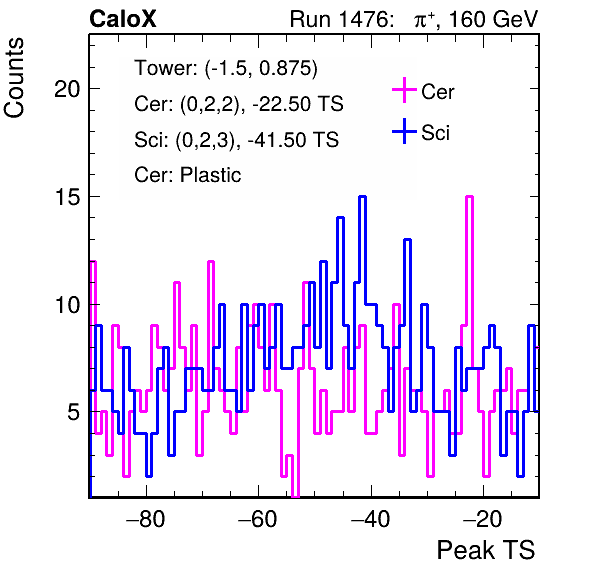 CaloX Run 1476: π⁺, 160 GeV
Counts
Tower: (-1.5, 0.875)
Cer: (0,2,2), -22.50 TS
Sci: (0,2,3), -41.50 TS
Cer: Plastic
Cer
Sci
20
15
10
5
−80 −60 −40 −20
Peak TS